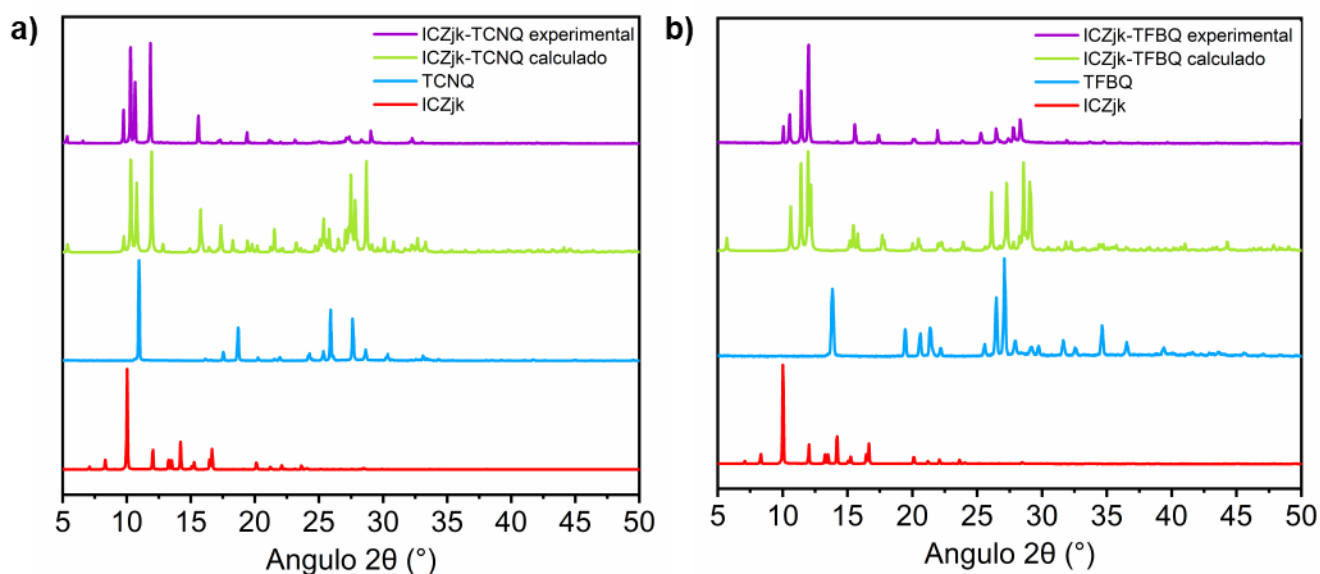 a)
ICZjk-TCNQ experimental
ICZjk-TCNQ calculado
TCNQ
ICZjk
5 10 15 20 25 30 35 40 45 50
Angulo 2θ (°)
b)
ICZjk-TFBQ experimental
ICZjk-TFBQ calculado
TFBQ
ICZjk
5 10 15 20 25 30 35 40 45 50
Angulo 2θ (°)